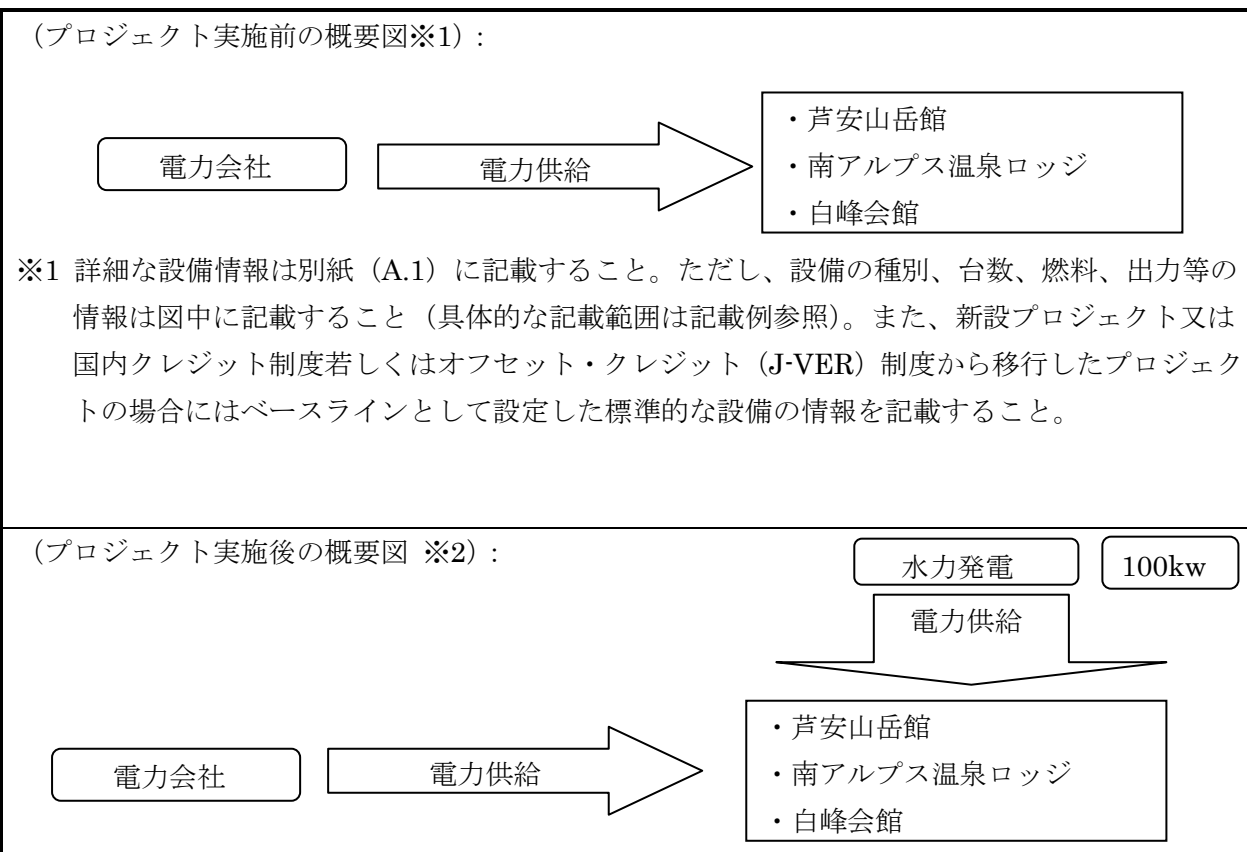 （プロジェクト実施前の概要図※1）:
・芦安山岳館
電力会社
電力供給
・南アルプス温泉ロッジ
・白峰会館
※1 詳細な設備情報は別紙（A.1）に記載すること。ただし、設備の種別、台数、燃料、出力等の
情報は図中に記載すること（具体的な記載範囲は記載例参照）。また、新設プロジェクト又は
国内クレジット制度若しくはオフセット・クレジット（J-VER）制度から移行したプロジェク
トの場合にはベースラインとして設定した標準的な設備の情報を記載すること。
（プロジェクト実施後の概要図 ※2）:
水力発電
100kw
電力供給
・芦安山岳館
電力会社
電力供給
・南アルプス温泉ロッジ
・白峰会館